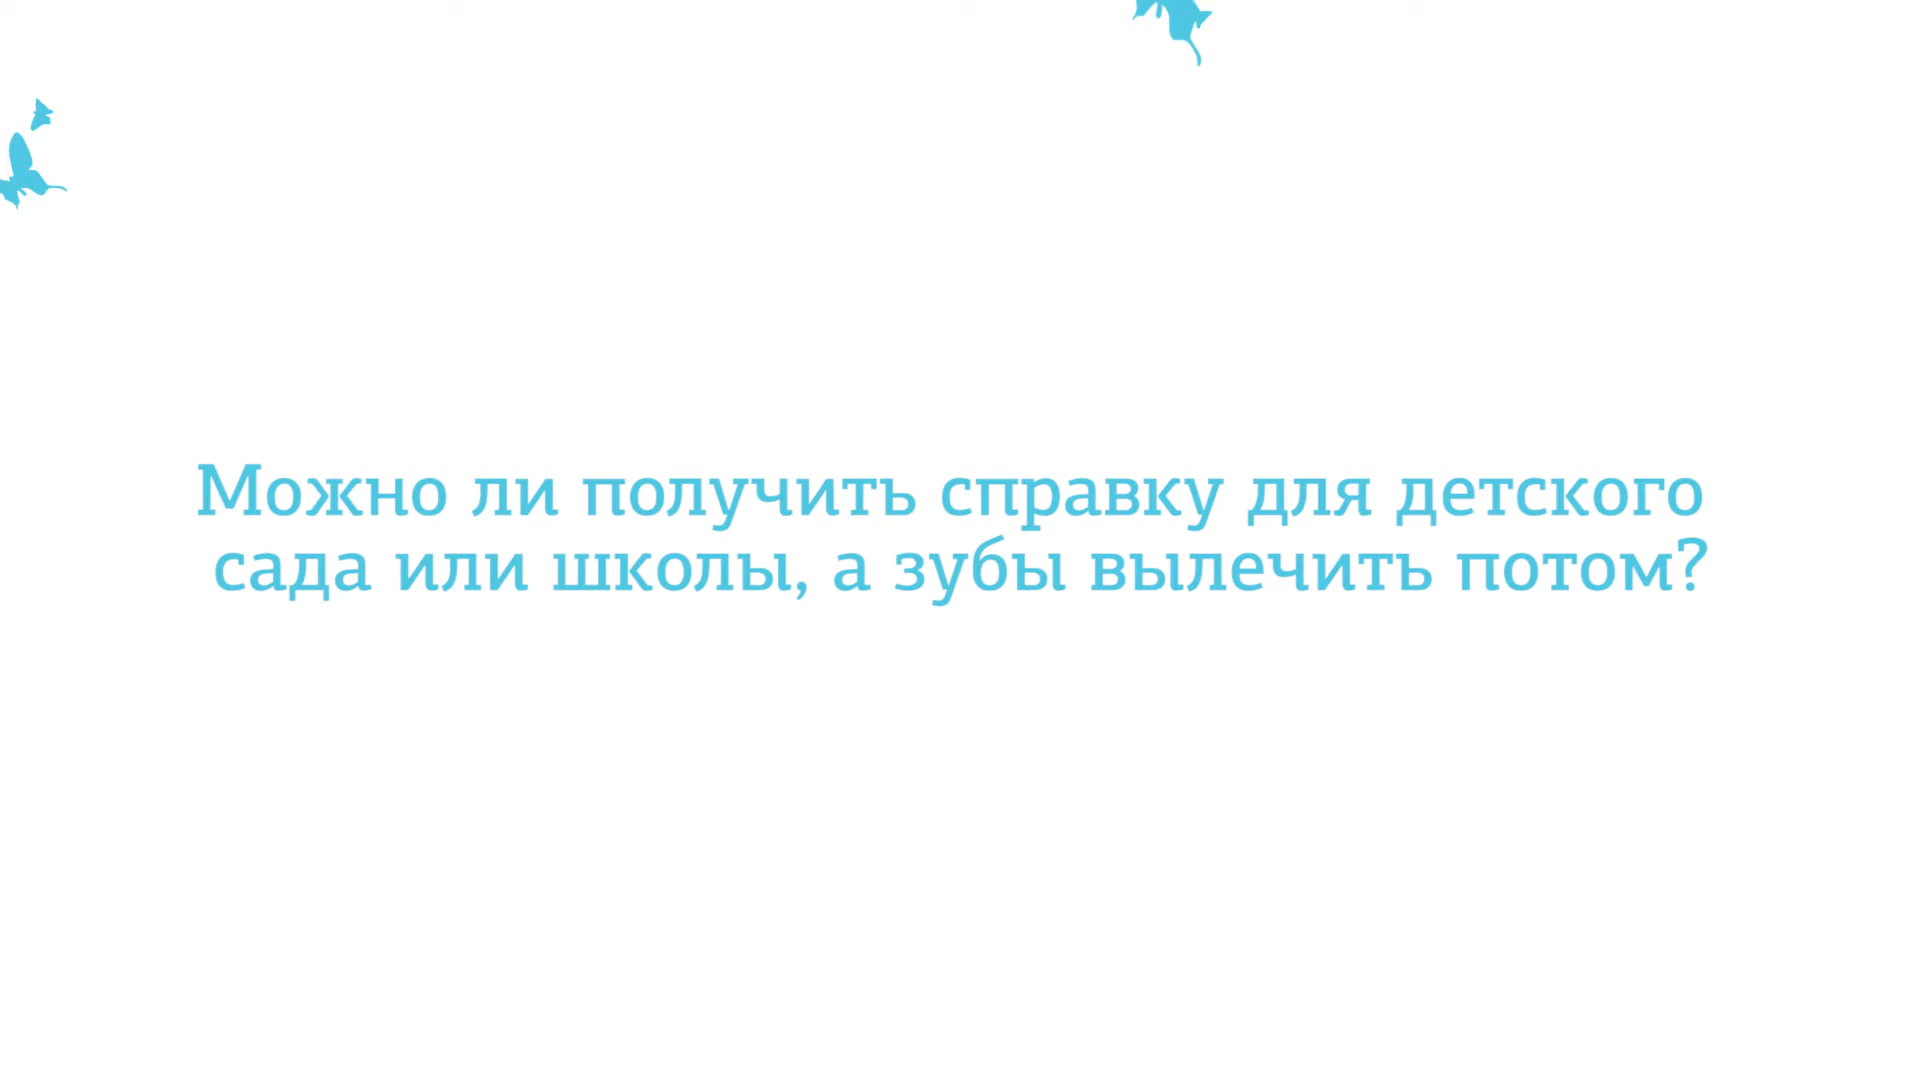 Можно ли получить справку для детского
сада или школы, а зубы вылечить потом?